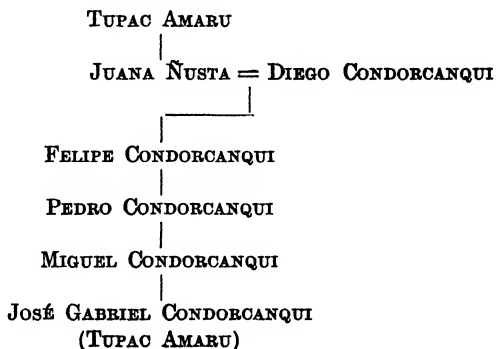 Tupac Amaru
Juana Ñusta = Diego Condorcanqui
Felipe Condorcanqui
Pedro Condorcanqui
Miguel Condorcanqui
José Gabriel Condorcanqui
(Tupac Amaru)